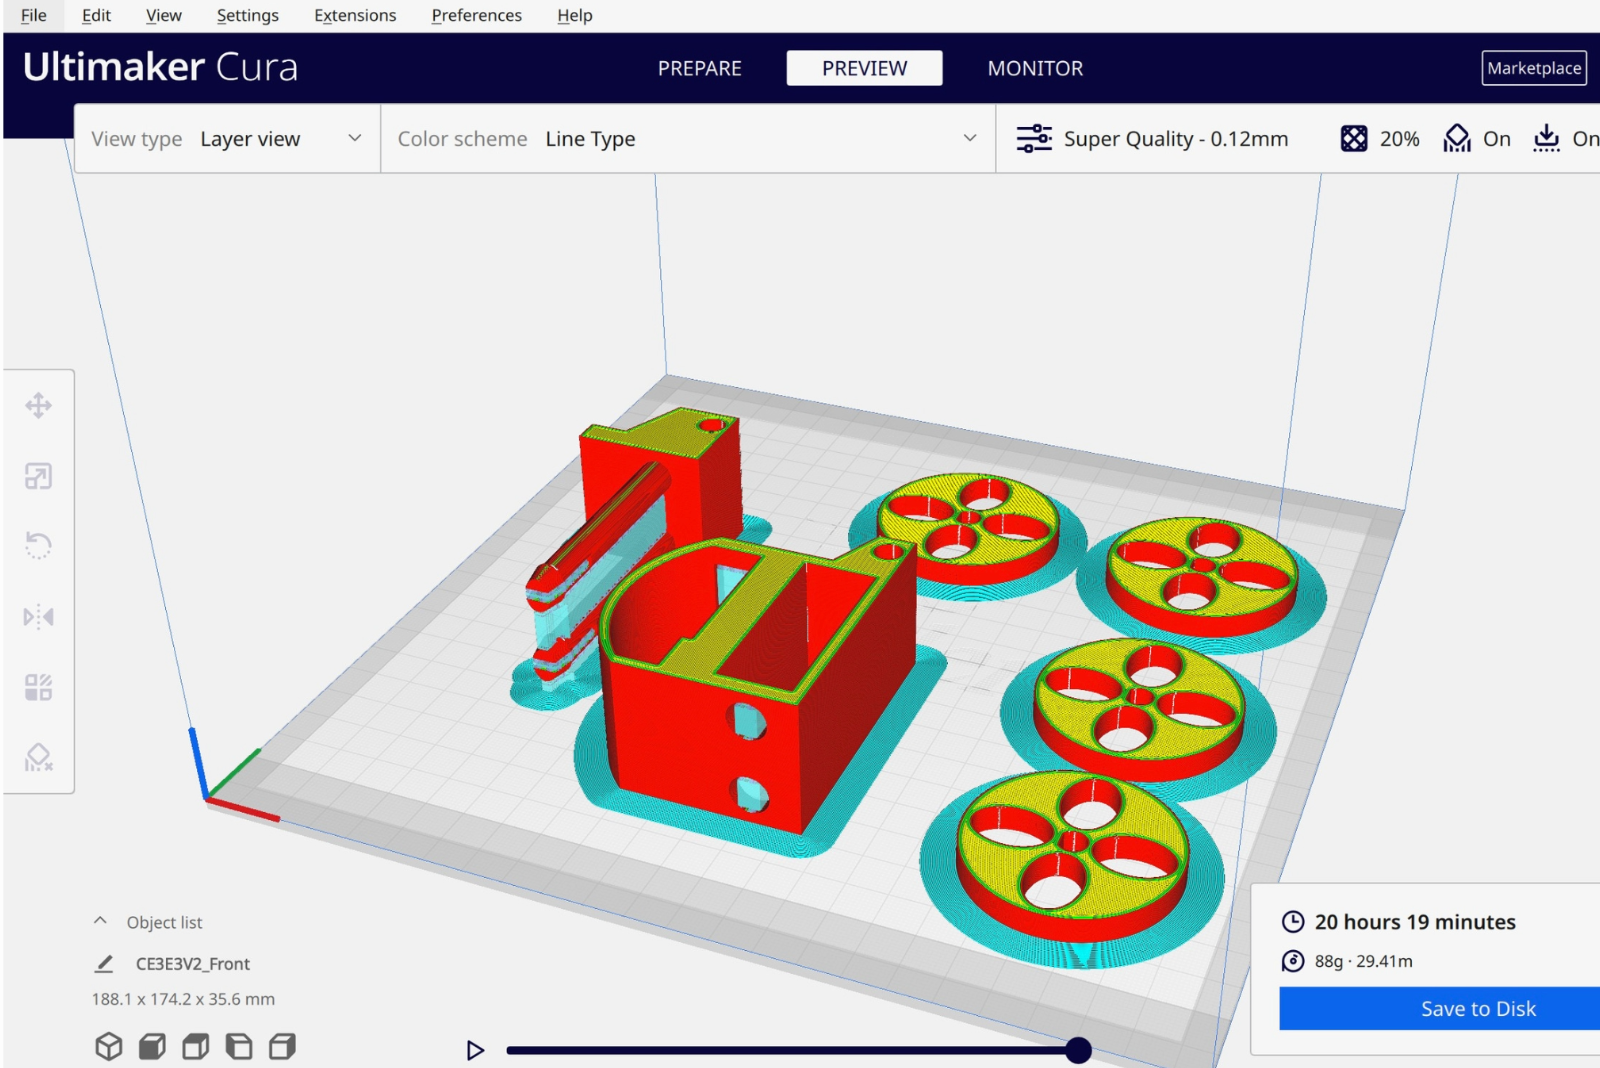 File Edit View Settings Extensions Preferences Help
Ultimaker Cura PREPARE PREVIEW MONITOR Marketplace
View type Layer view Color scheme Line Type Super Quality - 0.12mm 20% On On
20 hours 19 minutes
88g · 29.41m
Save to Disk
Object list
CE3E3V2_Front
188.1 x 174.2 x 35.6 mm